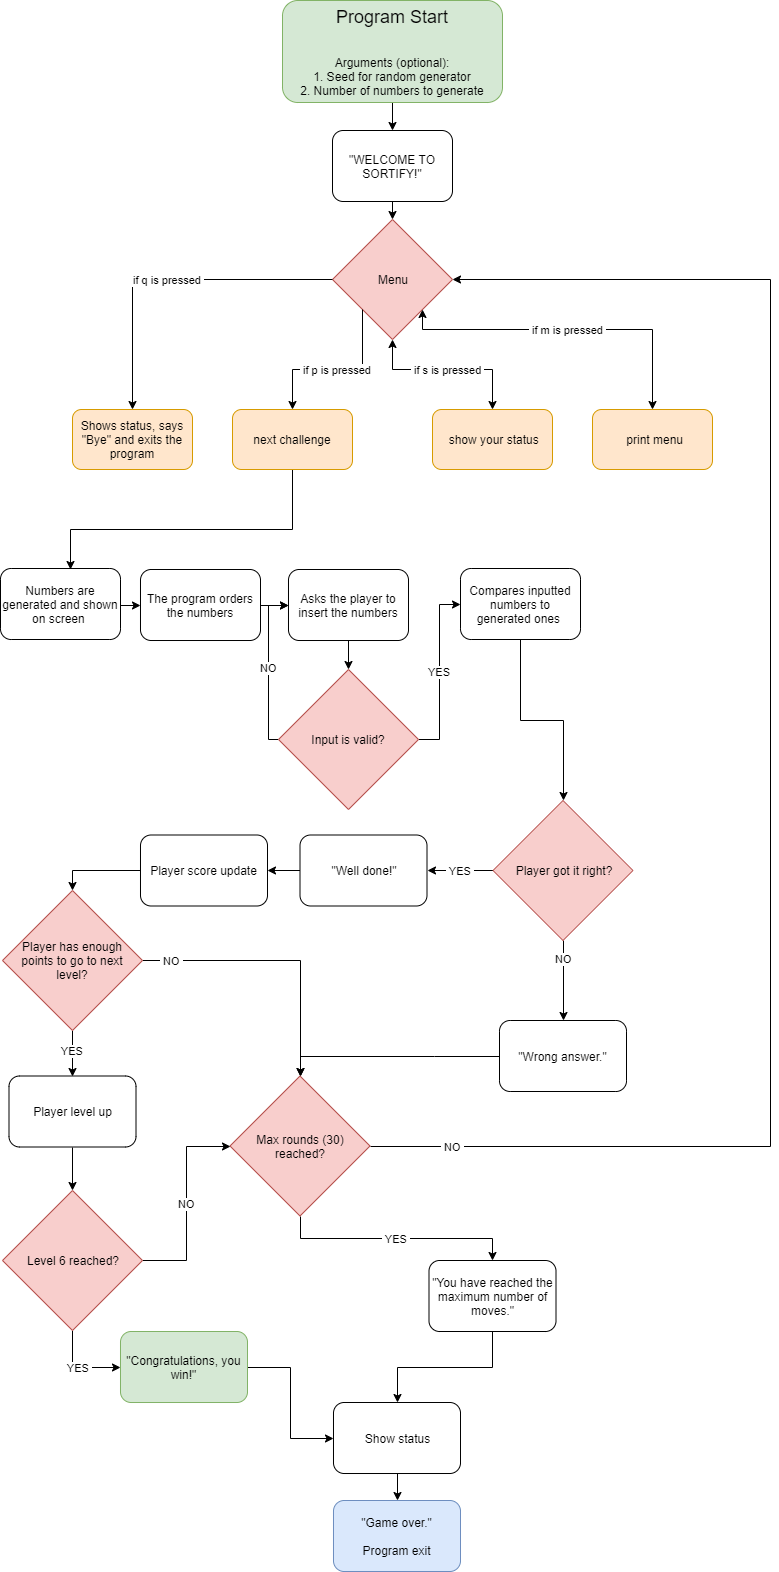 Program Start
Arguments (optional):
1. Seed for random generator
2. Number of numbers to generate
"WELCOME TO
SORTIFY!"
Menu
if q is pressed
if m is pressed
if p is pressed
if s is pressed
Shows status, says
"Bye" and exits the
program
next challenge
show your status
print menu
Numbers are
generated and shown
on screen
The program orders
the numbers
Asks the player to
insert the numbers
Compares inputted
numbers to
generated ones
NO
YES
Input is valid?
Player score update
"Well done!"
YES
Player got it right?
Player has enough
points to go to next
level?
NO
NO
YES
"Wrong answer."
Player level up
Max rounds (30)
reached?
NO
NO
Level 6 reached?
YES
"You have reached the
maximum number of
moves."
YES
"Congratulations, you
win!"
Show status
"Game over."
Program exit